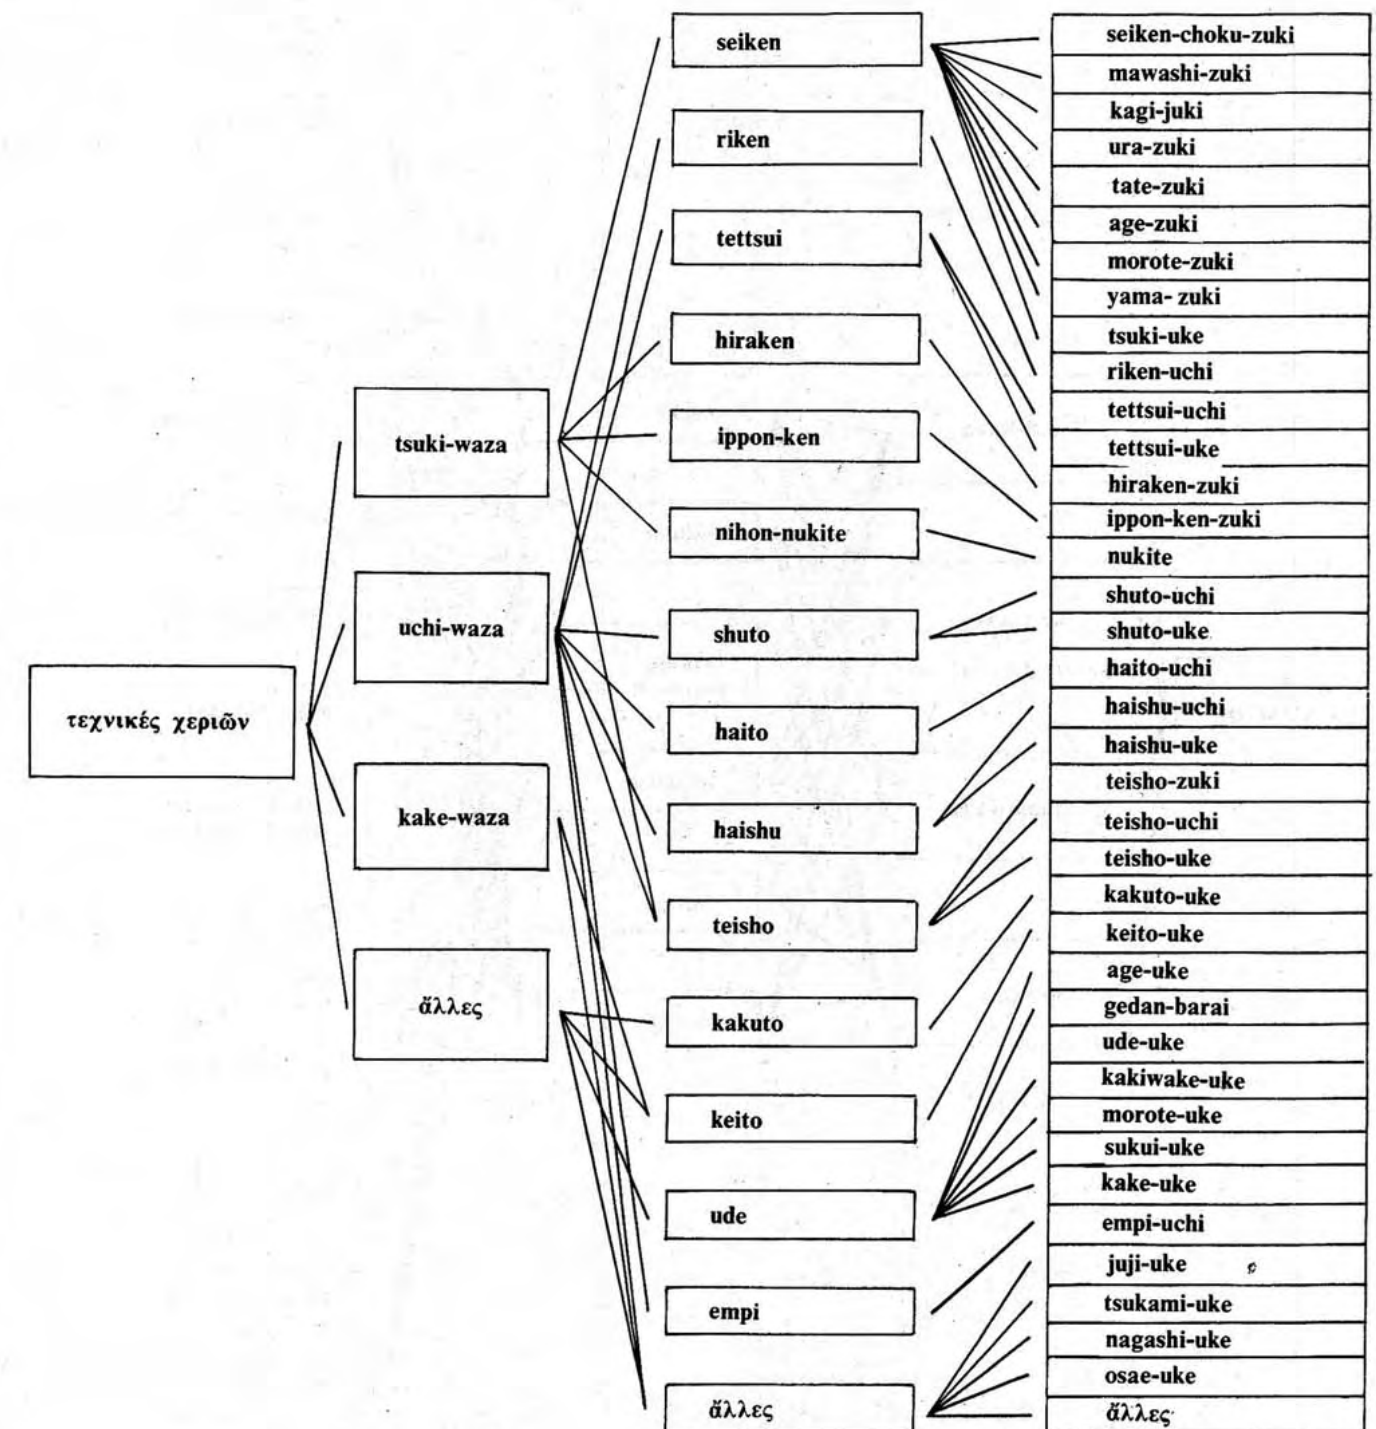 τεχνικές χεριῶν
tsuki-waza
uchi-waza
kake-waza
ἄλλες
seiken
riken
tettsui
hiraken
ippon-ken
nihon-nukite
shuto
haito
haishu
teisho
kakuto
keito
ude
empi
ἄλλες
seiken-choku-zuki
mawashi-zuki
kagi-juki
ura-zuki
tate-zuki
age-zuki
morote-zuki
yama- zuki
tsuki-uke
riken-uchi
tettsui-uchi
tettsui-uke
hiraken-zuki
ippon-ken-zuki
nukite
shuto-uchi
shuto-uke
haito-uchi
haishu-uchi
haishu-uke
teisho-zuki
teisho-uchi
teisho-uke
kakuto-uke
keito-uke
age-uke
gedan-barai
ude-uke
kakiwake-uke
morote-uke
sukui-uke
kake-uke
empi-uchi
juji-uke
tsukami-uke
nagashi-uke
osae-uke
ἄλλες